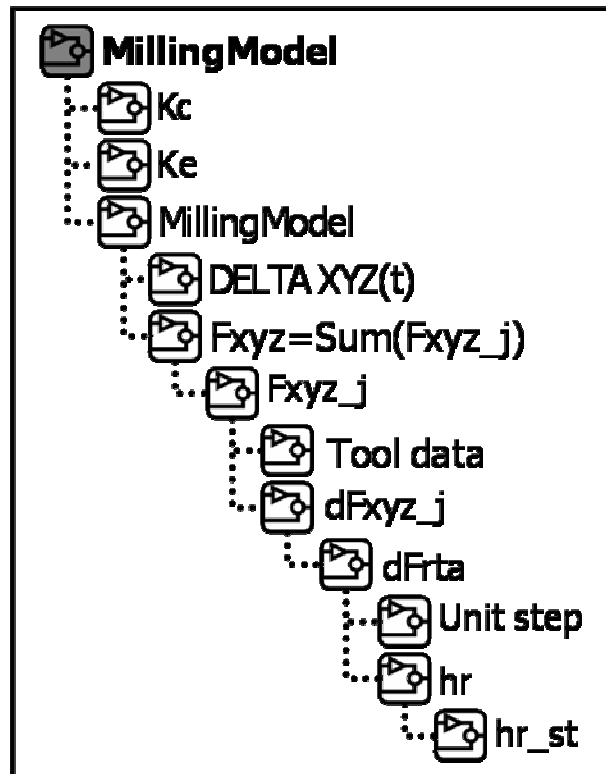 MillingModel
Kc
Ke
MillingModel
DELTA XYZ(t)
Fxyz=Sum(Fxyz_j)
Fxyz_j
Tool data
dFxyz_j
dFrta
Unit step
hr
hr_st